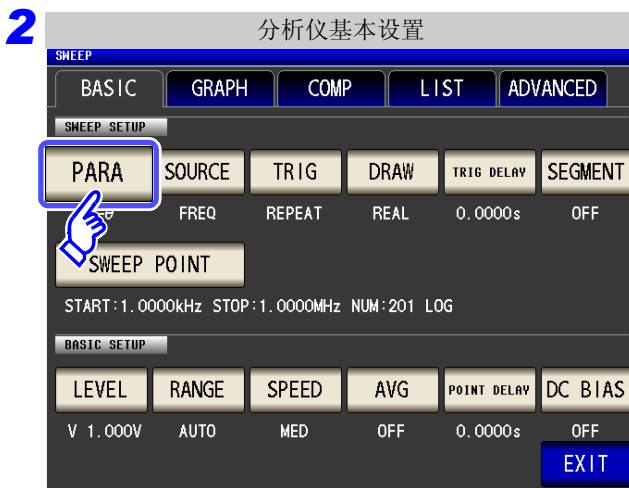 2
分析仪基本设置
SWEEP
BASIC GRAPH COMP LIST ADVANCED
SWEEP SETUP
PARA SOURCE TRIG DRAW TRIG DELAY SEGMENT
FREQ REPEAT REAL 0.0000s OFF
SWEEP POINT
START:1.0000kHz STOP:1.0000MHz NUM:201 LOG
BASIC SETUP
LEVEL RANGE SPEED AVG POINT DELAY DC BIAS
V 1.000V AUTO MED OFF 0.0000s OFF
EXIT